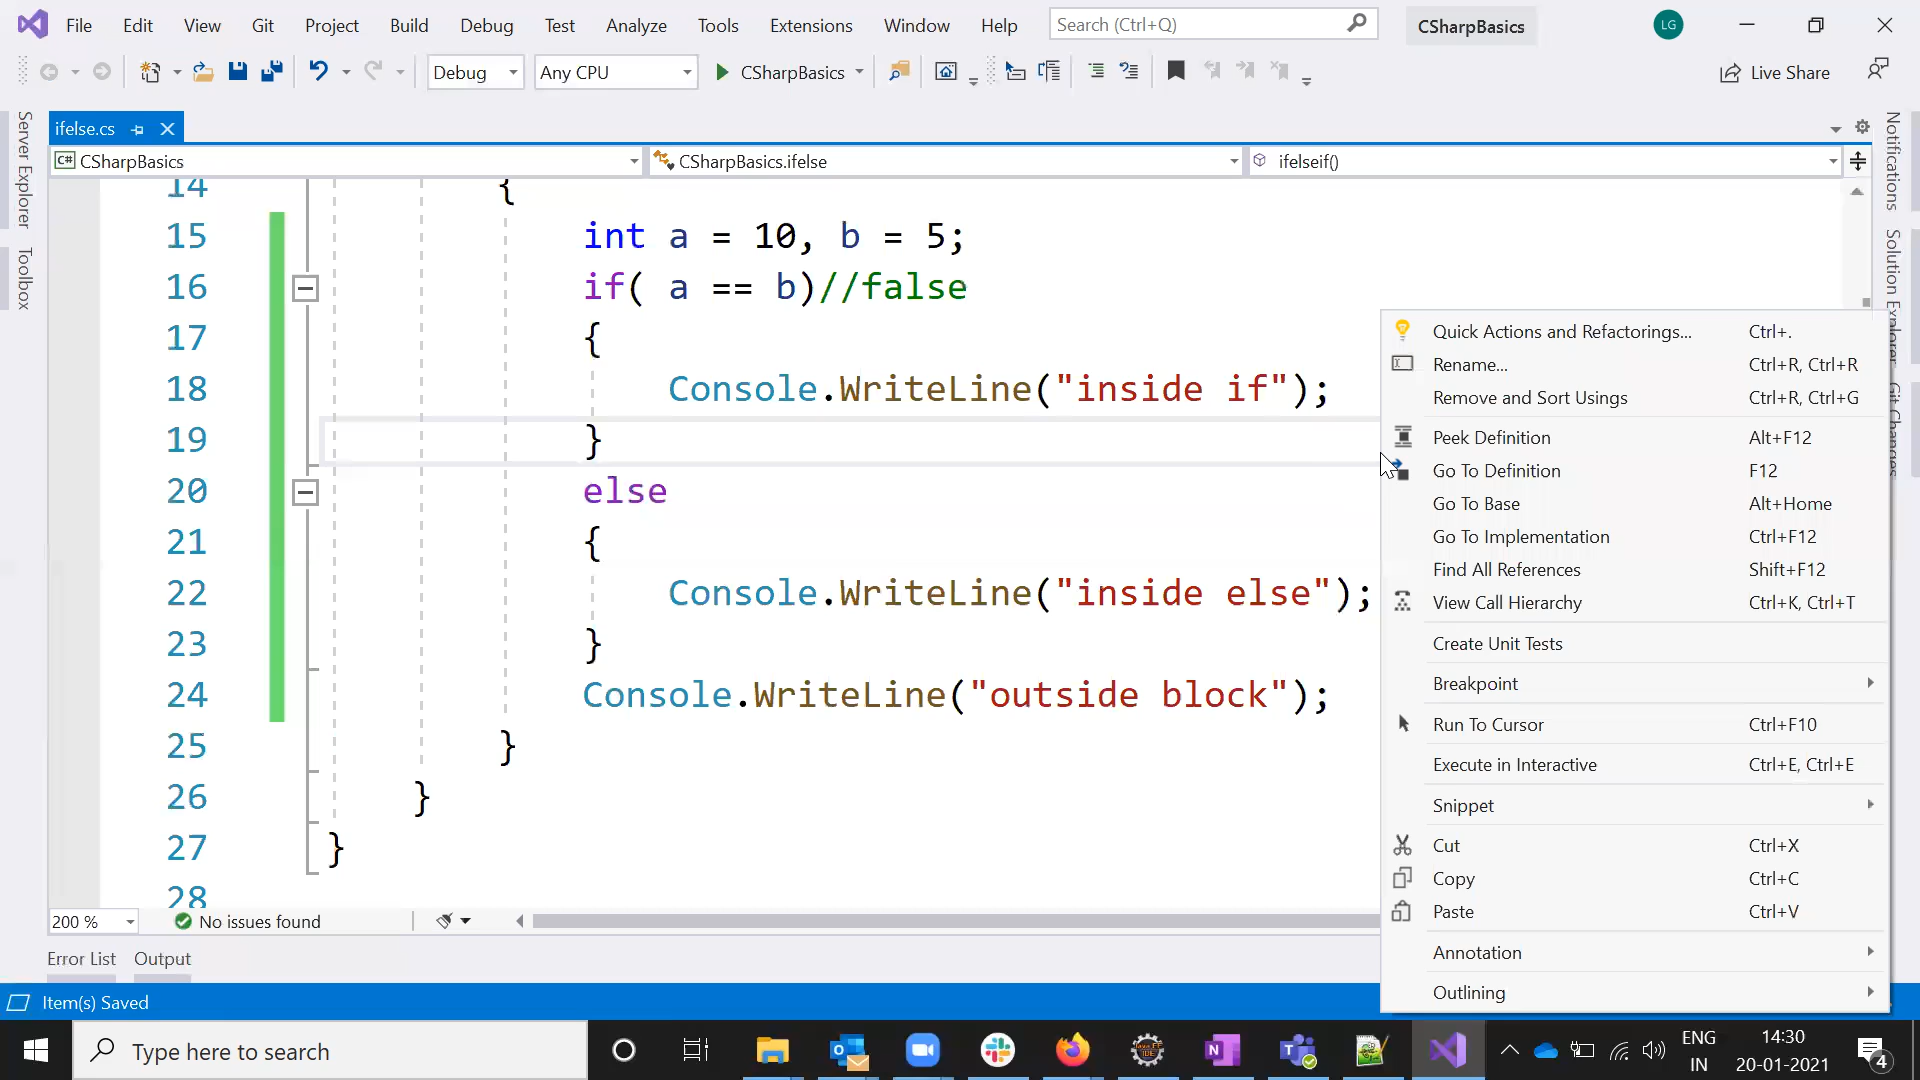 File Edit View Git Project Build Debug Test Analyze Tools Extensions Window Help Search (Ctrl+Q) CSharpBasics LG
Debug Any CPU CSharpBasics Live Share
ifelse.cs
C# CSharpBasics CSharpBasics.ifelse ifelseif()
Server Explorer
Toolbox
Notifications
Solution Explorer
Git Changes
14 {
15 int a = 10, b = 5;
16 if( a == b)//false
17 {
18 Console.WriteLine("inside if");
19 }
20 else
21 {
22 Console.WriteLine("inside else");
23 }
24 Console.WriteLine("outside block");
25 }
26 }
27 }
28
Quick Actions and Refactorings... Ctrl+.
Rename... Ctrl+R, Ctrl+R
Remove and Sort Usings Ctrl+R, Ctrl+G
Peek Definition Alt+F12
Go To Definition F12
Go To Base Alt+Home
Go To Implementation Ctrl+F12
Find All References Shift+F12
View Call Hierarchy Ctrl+K, Ctrl+T
Create Unit Tests
Breakpoint
Run To Cursor Ctrl+F10
Execute in Interactive Ctrl+E, Ctrl+E
Snippet
Cut Ctrl+X
Copy Ctrl+C
Paste Ctrl+V
Annotation
Outlining
200 % No issues found
Error List Output
Item(s) Saved
Type here to search
ENG
IN
14:30
20-01-2021
4